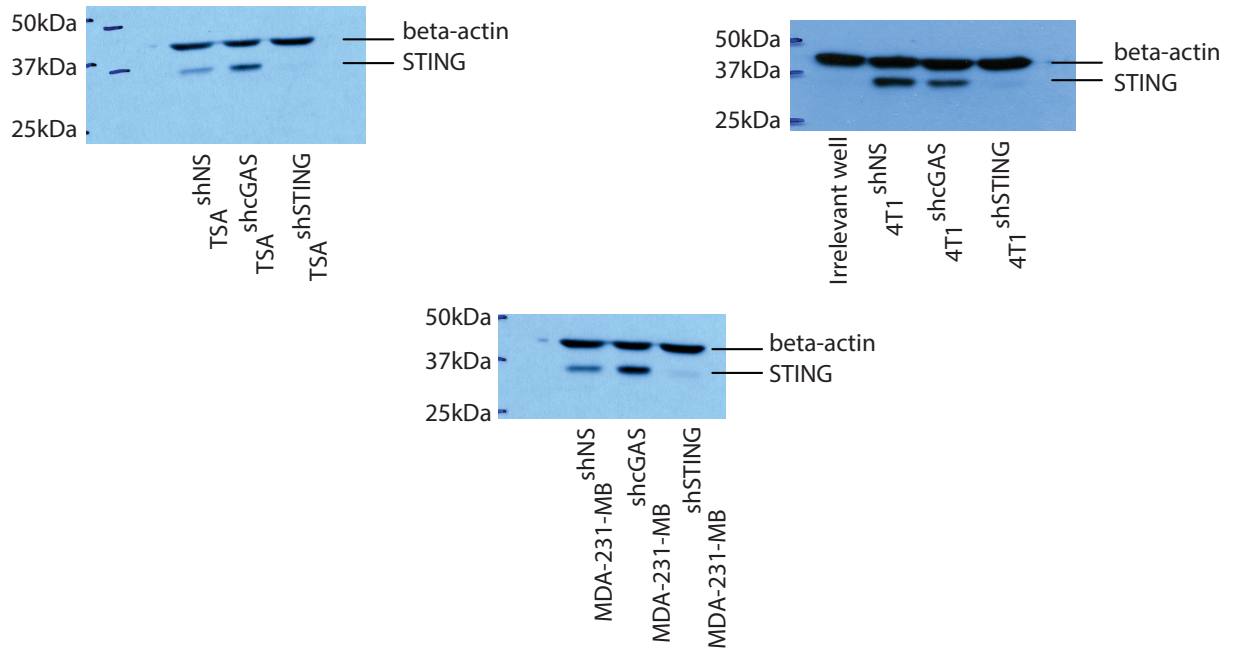 50kDa
37kDa
25kDa
beta-actin
STING
TSA shNS
TSA shcGAS
TSA shSTING
50kDa
37kDa
25kDa
beta-actin
STING
Irrelevant well
4T1 shNS
4T1 shcGAS
4T1 shSTING
50kDa
37kDa
25kDa
beta-actin
STING
MDA-231-MB shNS
MDA-231-MB shcGAS
MDA-231-MB shSTING